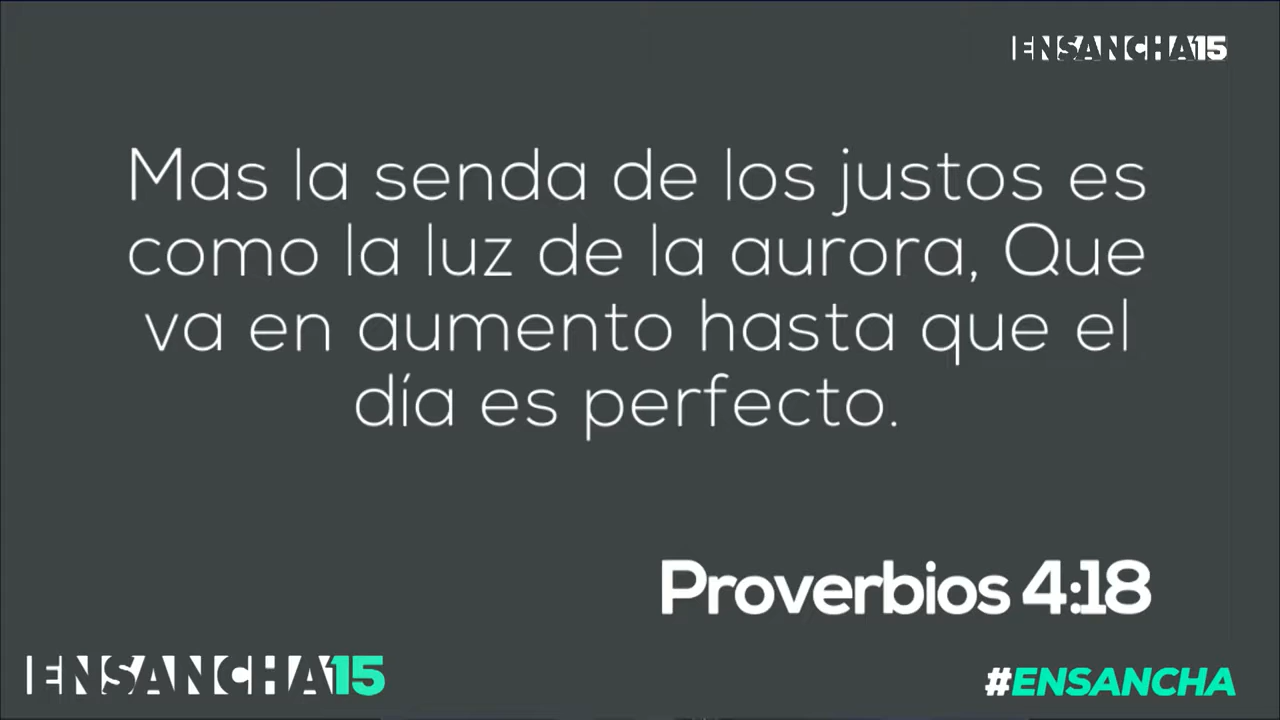 ENSANCHA15
Mas la senda de los justos es
como la luz de la aurora, Que
va en aumento hasta que el
día es perfecto.
Proverbios 4:18
ENSANCHA15
#ENSANCHA